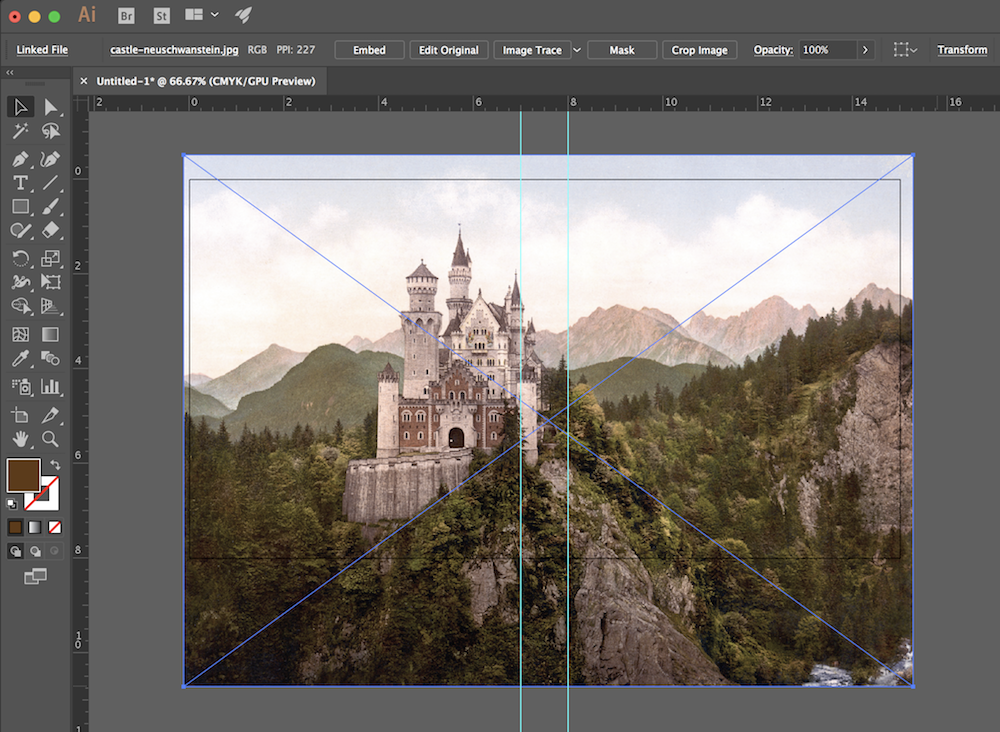 Ai Br St
Linked File castle-neuschwanstein.jpg RGB PPI: 227 Embed Edit Original Image Trace Mask Crop Image Opacity: 100% Transform
× Untitled-1* @ 66.67% (CMYK/GPU Preview)
2 0 2 4 6 8 10 12 14 16
0
2
4
6
8
1
0
1
T